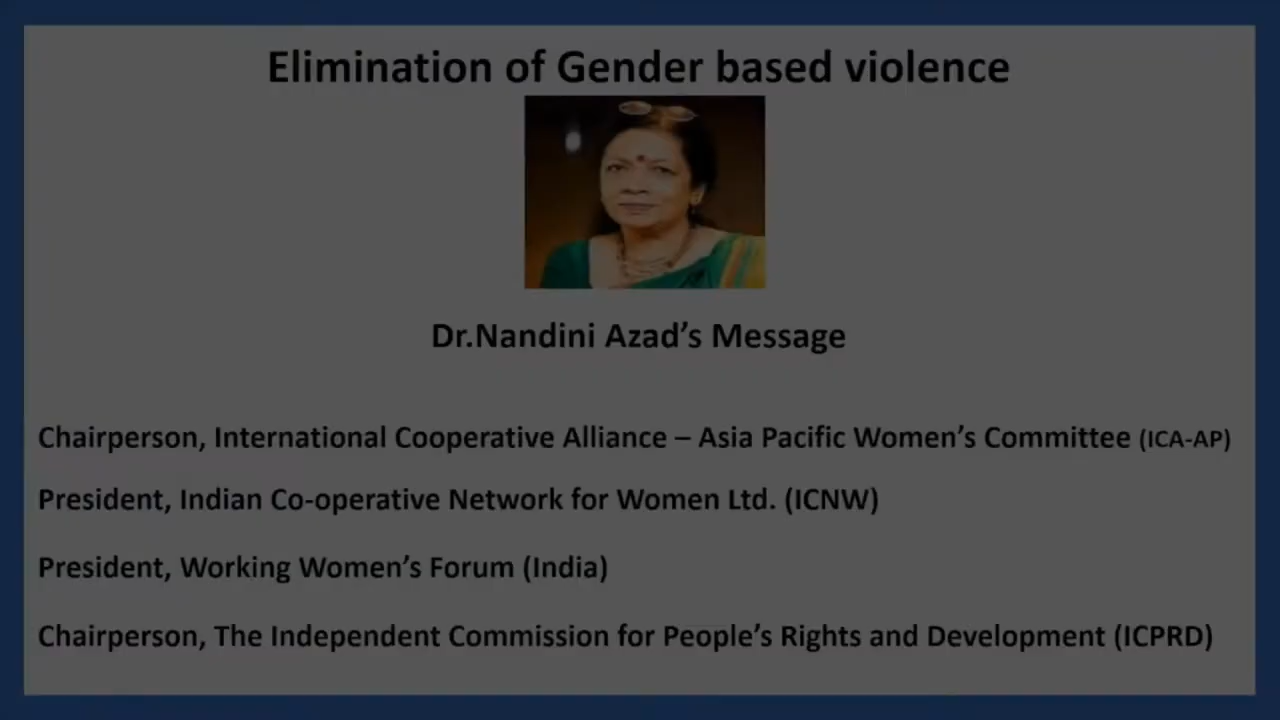 Elimination of Gender based violence
Dr.Nandini Azad’s Message
Chairperson, International Cooperative Alliance – Asia Pacific Women’s Committee (ICA-AP)
President, Indian Co-operative Network for Women Ltd. (ICNW)
President, Working Women’s Forum (India)
Chairperson, The Independent Commission for People’s Rights and Development (ICPRD)